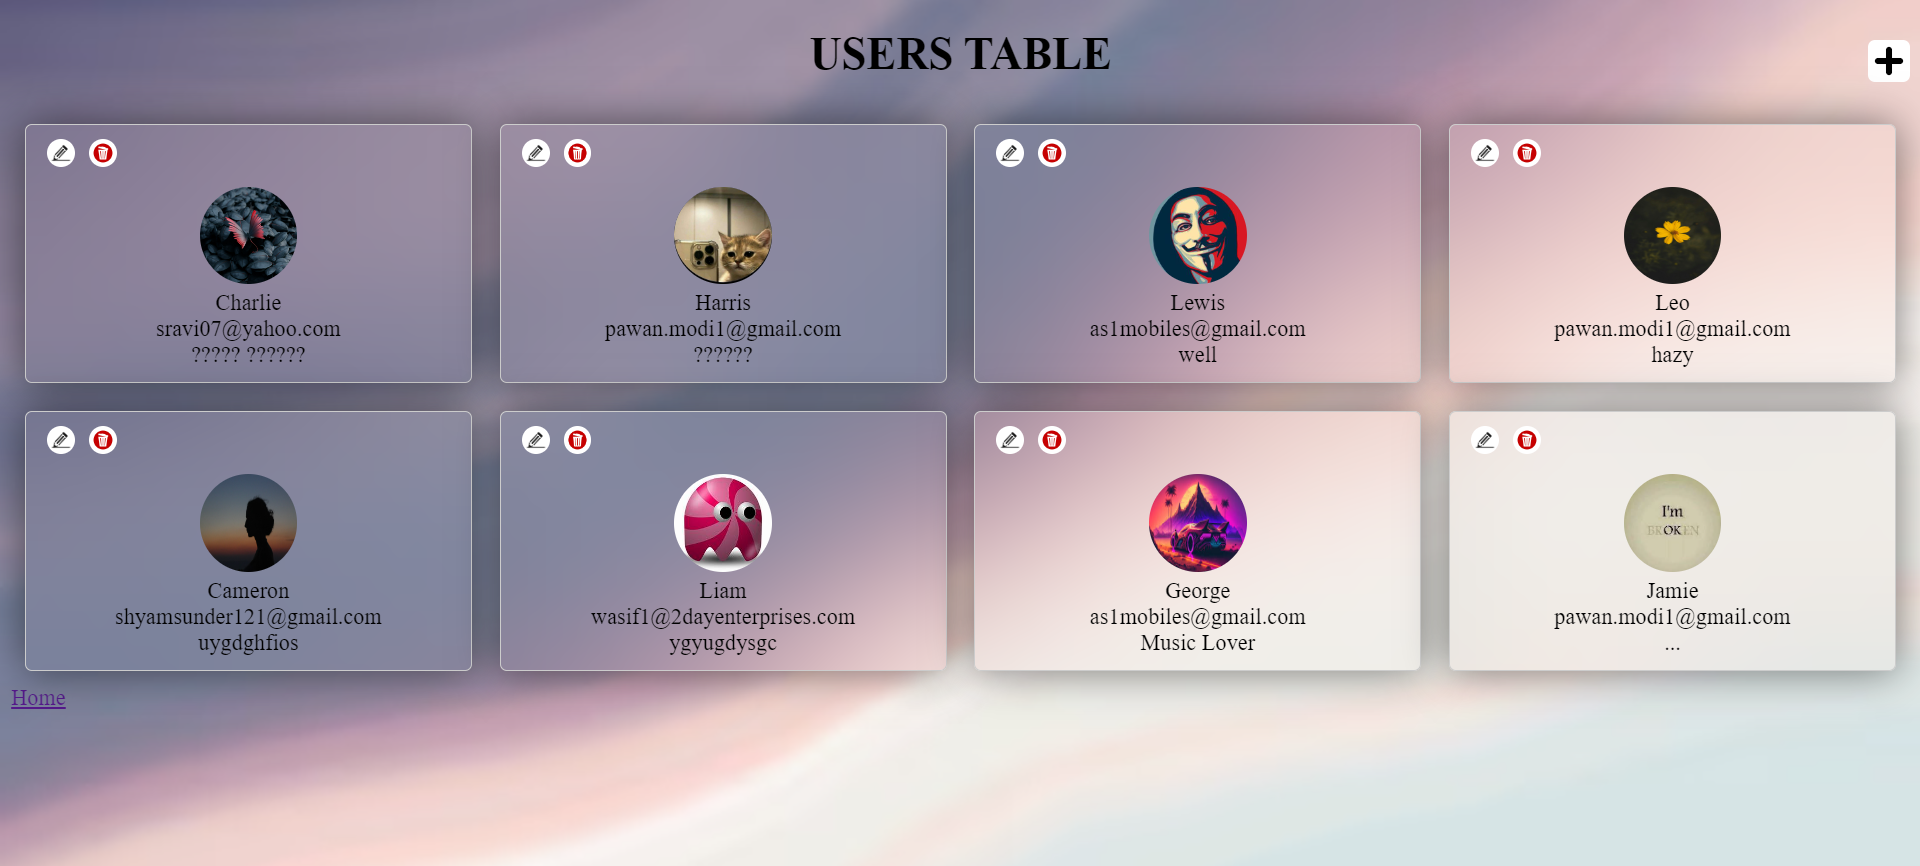 USERS TABLE
Charlie
sravi07@yahoo.com
????? ??????
Harris
pawan.modi1@gmail.com
??????
Lewis
as1mobiles@gmail.com
well
Leo
pawan.modi1@gmail.com
hazy
Cameron
shyamsunder121@gmail.com
uygdghfios
Liam
wasif1@2dayenterprises.com
ygyugdysgc
George
as1mobiles@gmail.com
Music Lover
I'm
BROKEN
Jamie
pawan.modi1@gmail.com
...
Home